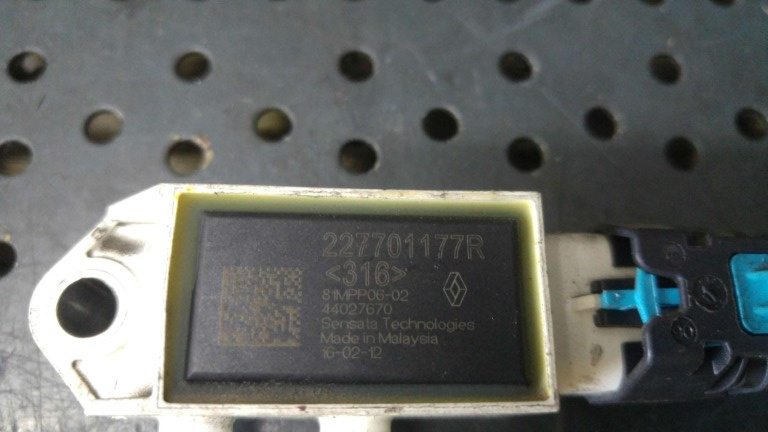 227701177R
<316>
81MPP06-02
44027670
Sensata Technologies
Made in Malaysia
16-02-12